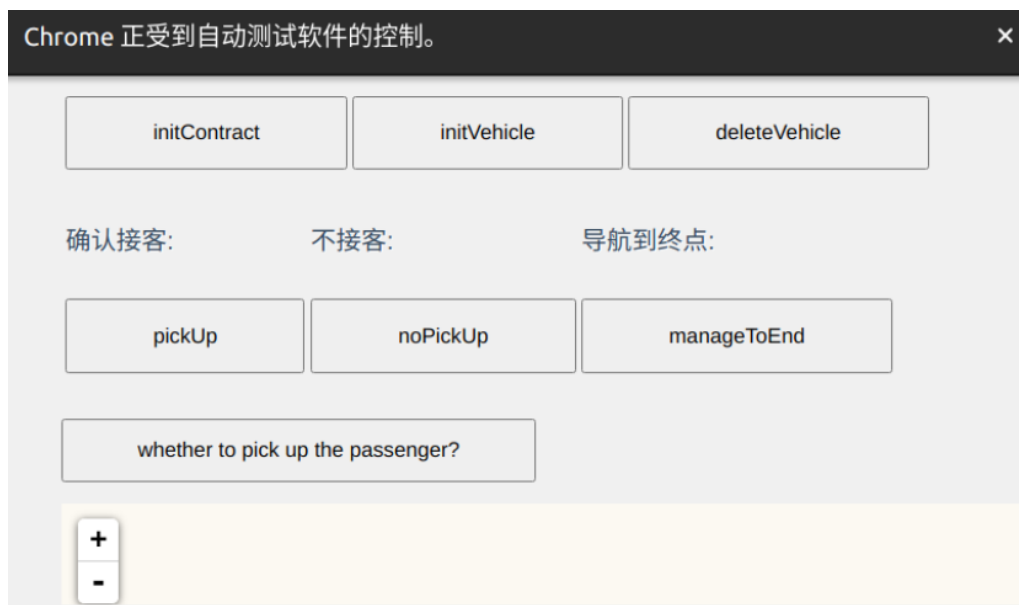 Chrome 正受到自动测试软件的控制。 ×
initContract initVehicle deleteVehicle
确认接客: 不接客: 导航到终点:
pickUp noPickUp manageToEnd
whether to pick up the passenger?
+
-